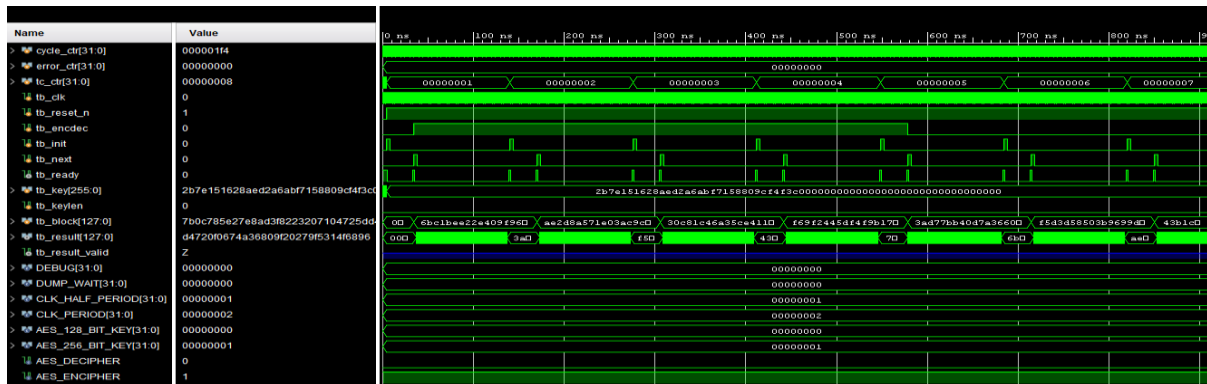 Name Value 0 ns 100 ns 200 ns 300 ns 400 ns 500 ns 600 ns 700 ns 800 ns
cycle_ctr[31:0] 000001f4
error_ctr[31:0] 00000000 00000000
tc_ctr[31:0] 00000008 00000001 00000002 00000003 00000004 00000005 00000006 00000007
tb_clk 0
tb_reset_n 1
tb_encdec 0
tb_init 0
tb_next 0
tb_ready 0
tb_key[255:0] 2b7e151628aed2a6abf7158809cf4f3c0 2b7e151628aed2a6abf7158809cf4f3c00000000000000000000000000000000
tb_keylen 0
tb_block[127:0] 7b0c785e27e8ad3f8223207104725dd4 00 6bc1bee22e409f96 ae2d8a571e03ac9c 30c81c46a35ce411 f69f2445df4f9b17 3ad77bb40d7a3660 f5d3d58503b9699d 43b1c
tb_result[127:0] d4720f0674a36809f20279f5314f6896 00 3a f5 43 7 6b ae
tb_result_valid Z
DEBUG[31:0] 00000000 00000000
DUMP_WAIT[31:0] 00000000 00000000
CLK_HALF_PERIOD[31:0] 00000001 00000001
CLK_PERIOD[31:0] 00000002 00000002
AES_128_BIT_KEY[31:0] 00000000 00000000
AES_256_BIT_KEY[31:0] 00000001 00000001
AES_DECIPHER 0
AES_ENCIPHER 1